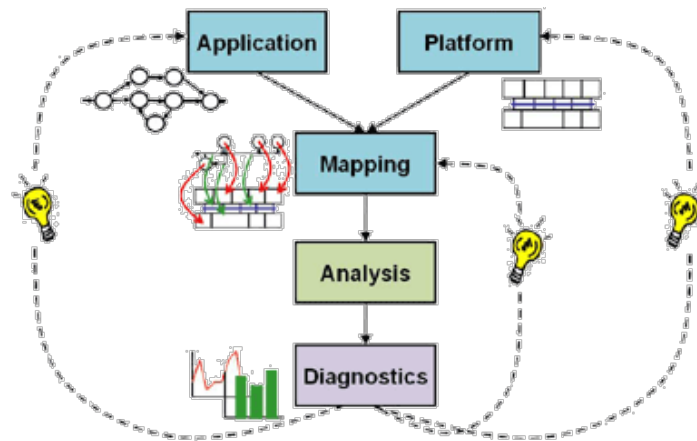 Application
Platform
Mapping
Analysis
Diagnostics